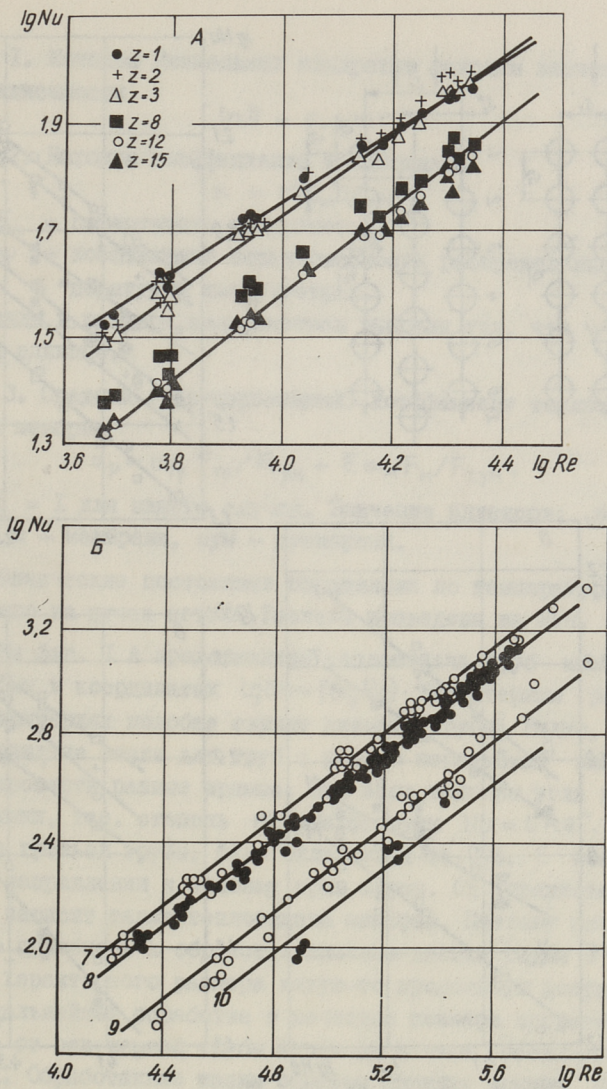 lg Nu
A
● z=1
+ z=2
△ z=3
■ z=8
○ z=12
▲ z=15
1,9
1,7
1,5
1,3
3,6 3,8 4,0 4,2 4,4 lg Re
lg Nu
Б
3,2
2,8
2,4
2,0
7
8
9
10
4,0 4,4 4,8 5,2 5,6 lg Re